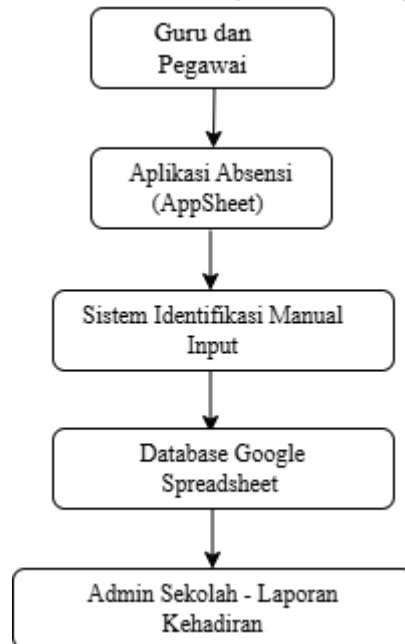 Guru dan
Pegawai
Aplikasi Absensi
(AppSheet)
Sistem Identifikasi Manual
Input
Database Google
Spreadsheet
Admin Sekolah - Laporan
Kehadiran